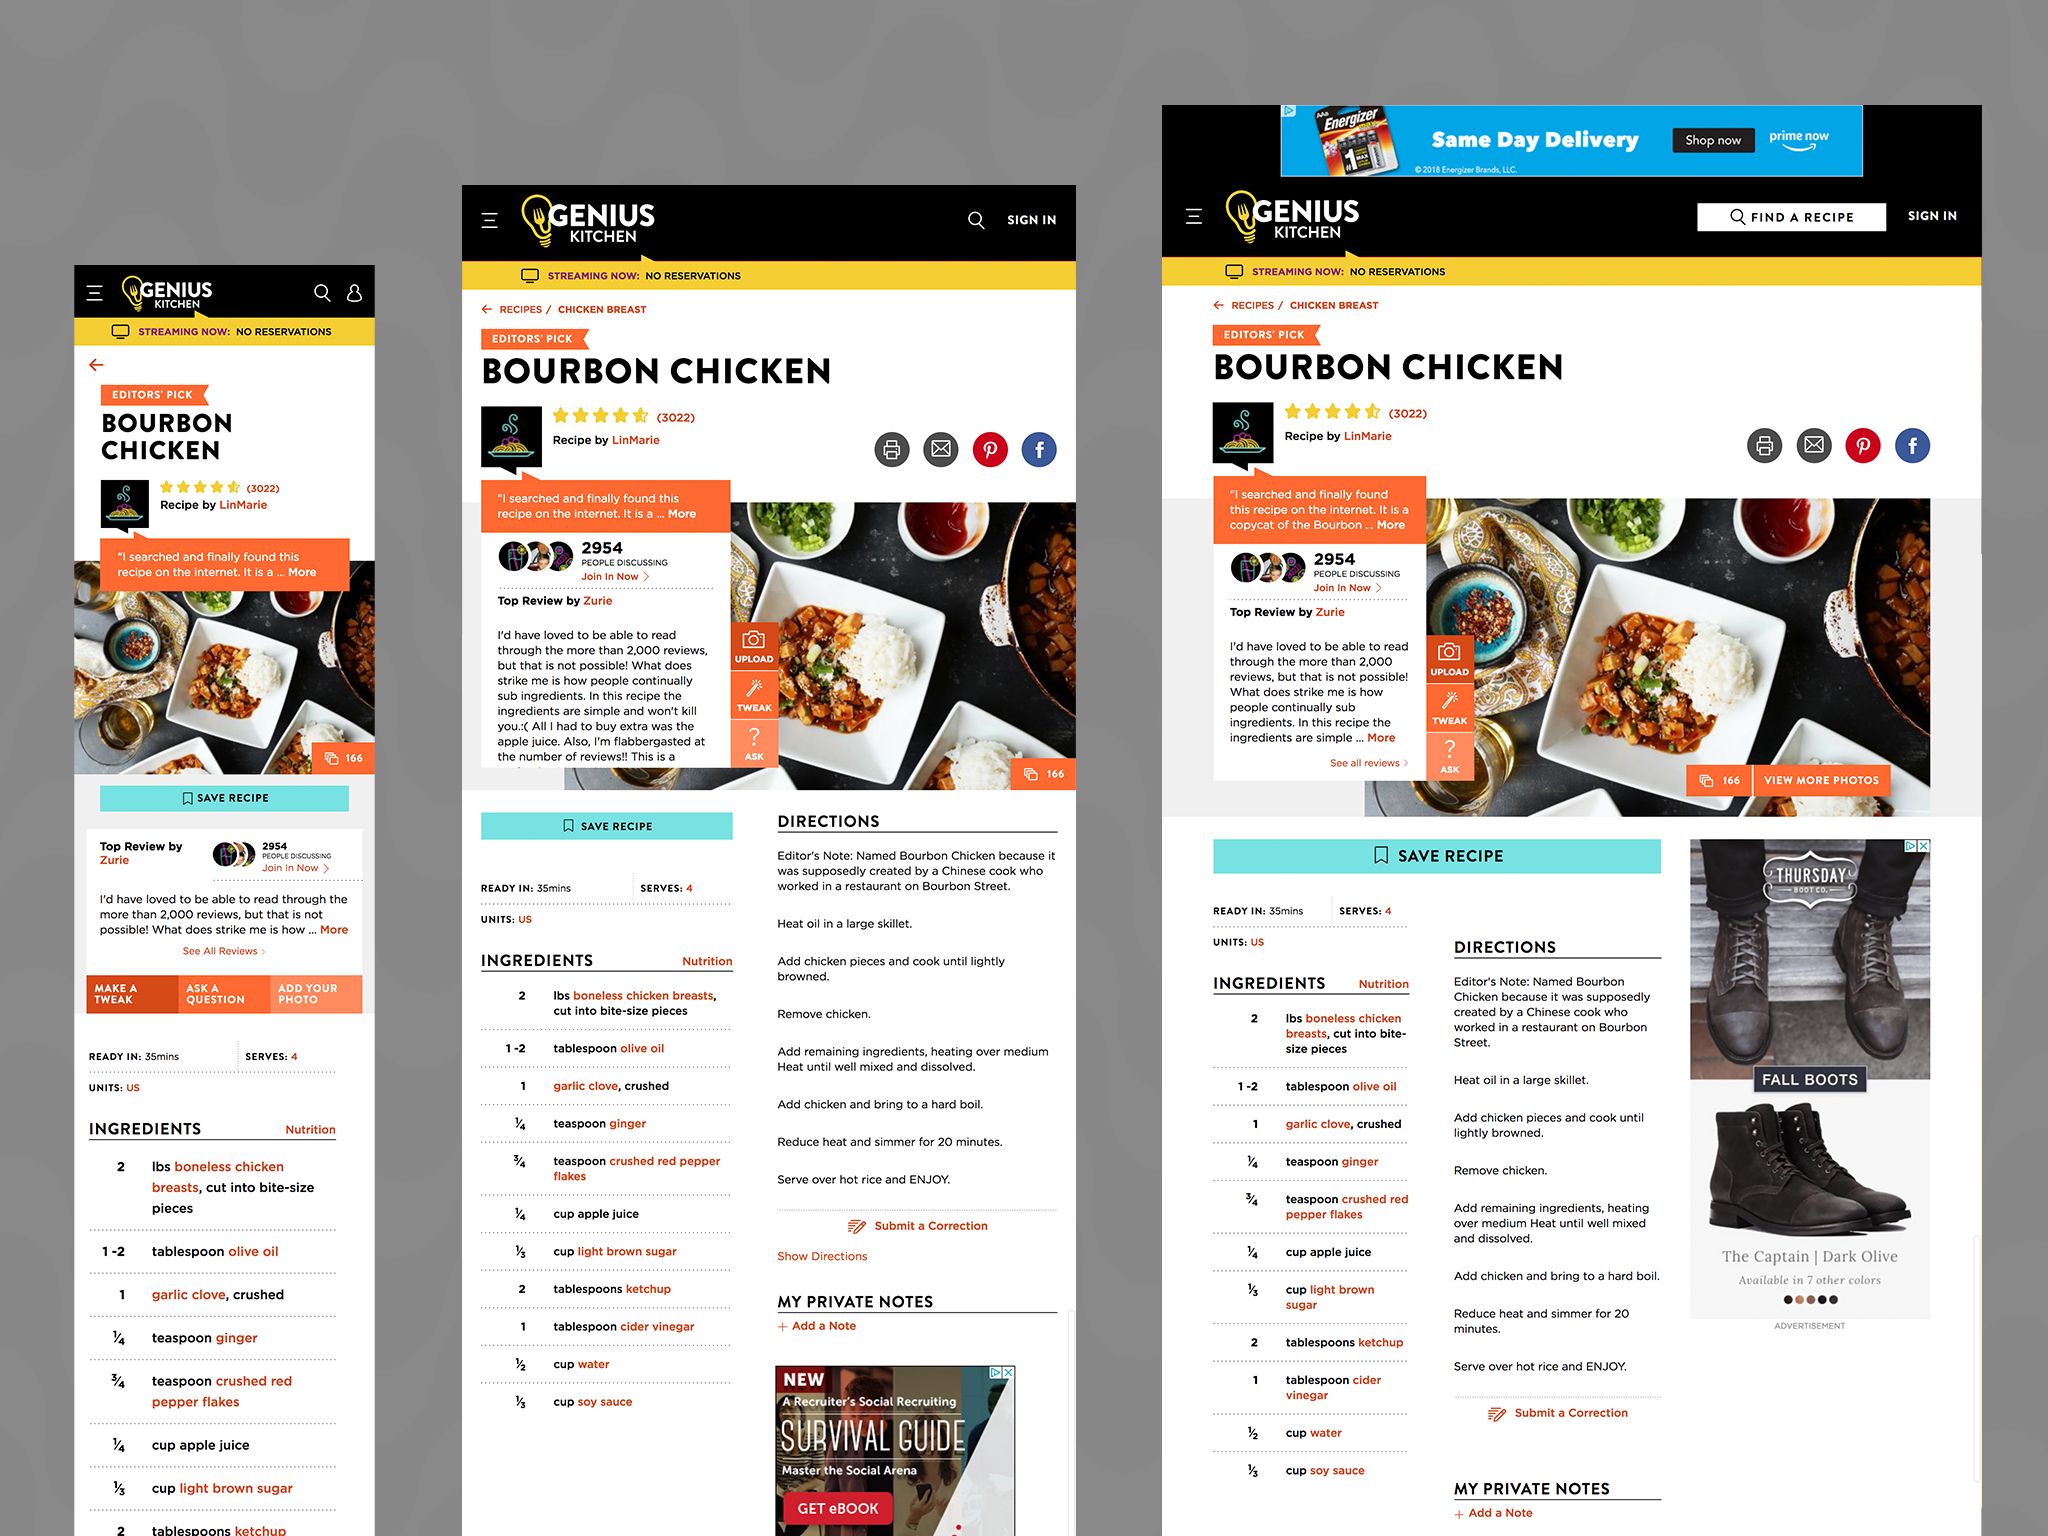 GENIUS
KITCHEN
STREAMING NOW: NO RESERVATIONS
EDITORS' PICK
BOURBON
CHICKEN
(3022)
Recipe by LinMarie
"I searched and finally found this
recipe on the internet. It is a ... More
166
SAVE RECIPE
Top Review by
Zurie
2954
PEOPLE DISCUSSING
Join In Now
I'd have loved to be able to read through the
more than 2,000 reviews, but that is not
possible! What does strike me is how ... More
See All Reviews
MAKE A
TWEAK
ASK A
QUESTION
ADD YOUR
PHOTO
READY IN: 35mins
SERVES: 4
UNITS: US
INGREDIENTS Nutrition
2 lbs boneless chicken
breasts, cut into bite-size
pieces
1 -2 tablespoon olive oil
1 garlic clove, crushed
1⁄4 teaspoon ginger
3⁄4 teaspoon crushed red
pepper flakes
1⁄4 cup apple juice
1⁄3 cup light brown sugar
2 tablespoons ketchup
GENIUS
KITCHEN
SIGN IN
STREAMING NOW: NO RESERVATIONS
RECIPES / CHICKEN BREAST
EDITORS' PICK
BOURBON CHICKEN
(3022)
Recipe by LinMarie
"I searched and finally found this
recipe on the internet. It is a ... More
2954
PEOPLE DISCUSSING
Join In Now
Top Review by Zurie
I'd have loved to be able to read
through the more than 2,000 reviews,
but that is not possible! What does
strike me is how people continually
sub ingredients. In this recipe the
ingredients are simple and won't kill
you.:( All I had to buy extra was the
apple juice. Also, I'm flabbergasted at
the number of reviews!! This is a
UPLOAD
TWEAK
?
ASK
166
SAVE RECIPE
READY IN: 35mins
SERVES: 4
UNITS: US
INGREDIENTS Nutrition
2 lbs boneless chicken breasts,
cut into bite-size pieces
1 -2 tablespoon olive oil
1 garlic clove, crushed
1⁄4 teaspoon ginger
3⁄4 teaspoon crushed red pepper
flakes
1⁄4 cup apple juice
1⁄3 cup light brown sugar
2 tablespoons ketchup
1 tablespoon cider vinegar
1⁄2 cup water
1⁄3 cup soy sauce
DIRECTIONS
Editor's Note: Named Bourbon Chicken because it
was supposedly created by a Chinese cook who
worked in a restaurant on Bourbon Street.
Heat oil in a large skillet.
Add chicken pieces and cook until lightly
browned.
Remove chicken.
Add remaining ingredients, heating over medium
Heat until well mixed and dissolved.
Add chicken and bring to a hard boil.
Reduce heat and simmer for 20 minutes.
Serve over hot rice and ENJOY.
Submit a Correction
Show Directions
MY PRIVATE NOTES
+ Add a Note
NEW
A Recruiter's Social Recruiting
SURVIVAL GUIDE
Master the Social Arena
GET eBOOK
AAA
Energizer
#1
MAX
Same Day Delivery
Shop now
prime now
© 2018 Energizer Brands, LLC.
GENIUS
KITCHEN
FIND A RECIPE
SIGN IN
STREAMING NOW: NO RESERVATIONS
RECIPES / CHICKEN BREAST
EDITORS' PICK
BOURBON CHICKEN
(3022)
Recipe by LinMarie
"I searched and finally found
this recipe on the internet. It is a
copycat of the Bourbon ... More
2954
PEOPLE DISCUSSING
Join In Now
Top Review by Zurie
I'd have loved to be able to read
through the more than 2,000
reviews, but that is not possible!
What does strike me is how
people continually sub
ingredients. In this recipe the
ingredients are simple ... More
See all reviews
UPLOAD
TWEAK
?
ASK
166
VIEW MORE PHOTOS
SAVE RECIPE
READY IN: 35mins
SERVES: 4
UNITS: US
INGREDIENTS Nutrition
2 lbs boneless chicken
breasts, cut into bite-
size pieces
1 -2 tablespoon olive oil
1 garlic clove, crushed
1⁄4 teaspoon ginger
3⁄4 teaspoon crushed red
pepper flakes
1⁄4 cup apple juice
1⁄3 cup light brown
sugar
2 tablespoons ketchup
1 tablespoon cider
vinegar
1⁄2 cup water
1⁄3 cup soy sauce
DIRECTIONS
Editor's Note: Named Bourbon
Chicken because it was supposedly
created by a Chinese cook who
worked in a restaurant on Bourbon
Street.
Heat oil in a large skillet.
Add chicken pieces and cook until
lightly browned.
Remove chicken.
Add remaining ingredients, heating
over medium Heat until well mixed
and dissolved.
Add chicken and bring to a hard boil.
Reduce heat and simmer for 20
minutes.
Serve over hot rice and ENJOY.
Submit a Correction
MY PRIVATE NOTES
+ Add a Note
THURSDAY
BOOT CO.
FALL BOOTS
The Captain | Dark Olive
Available in 7 other colors
ADVERTISEMENT